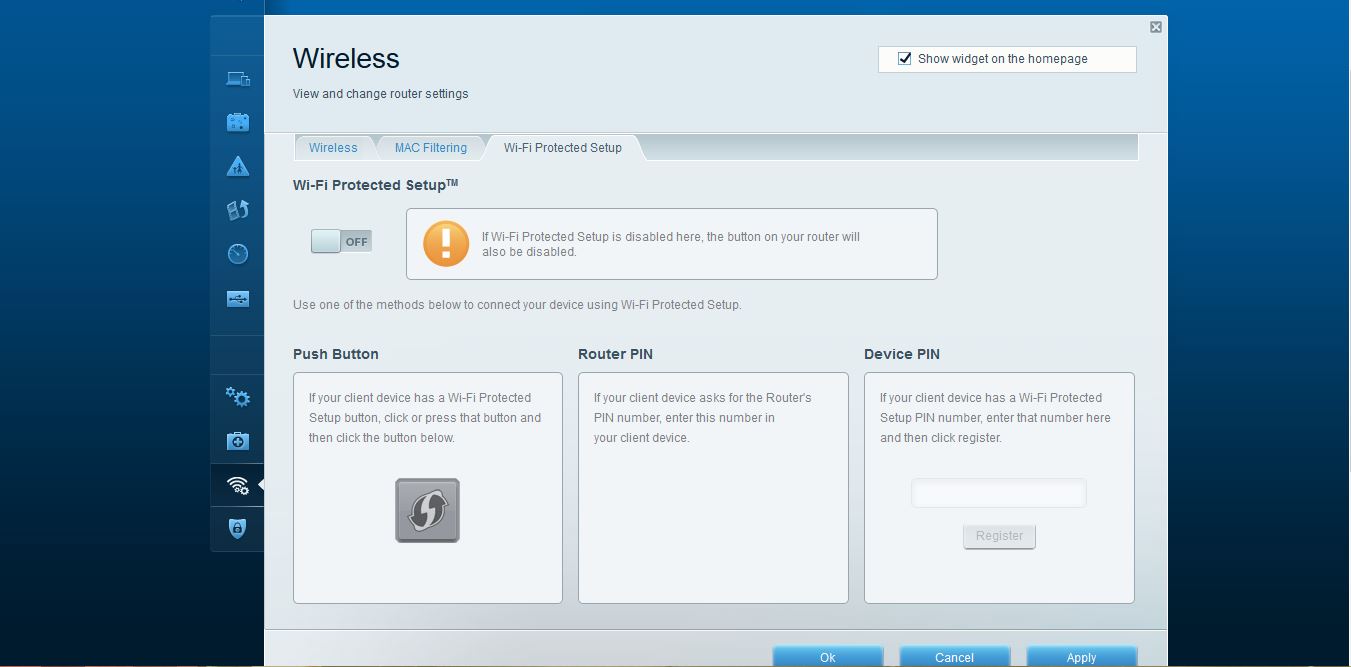 Wireless
Show widget on the homepage
View and change router settings
Wireless
MAC Filtering
Wi-Fi Protected Setup
Wi-Fi Protected Setup™
OFF
If Wi-Fi Protected Setup is disabled here, the button on your router will
also be disabled.
Use one of the methods below to connect your device using Wi-Fi Protected Setup.
Push Button
If your client device has a Wi-Fi Protected
Setup button, click or press that button and
then click the button below.
Router PIN
If your client device asks for the Router's
PIN number, enter this number in
your client device.
Device PIN
If your client device has a Wi-Fi Protected
Setup PIN number, enter that number here
and then click register.
Register
Ok
Cancel
Apply